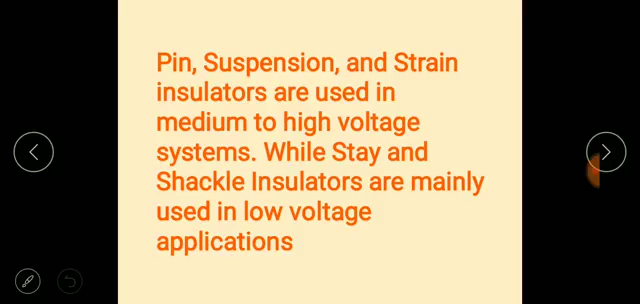 Pin, Suspension, and Strain
insulators are used in
medium to high voltage
systems. While Stay and
Shackle Insulators are mainly
used in low voltage
applications